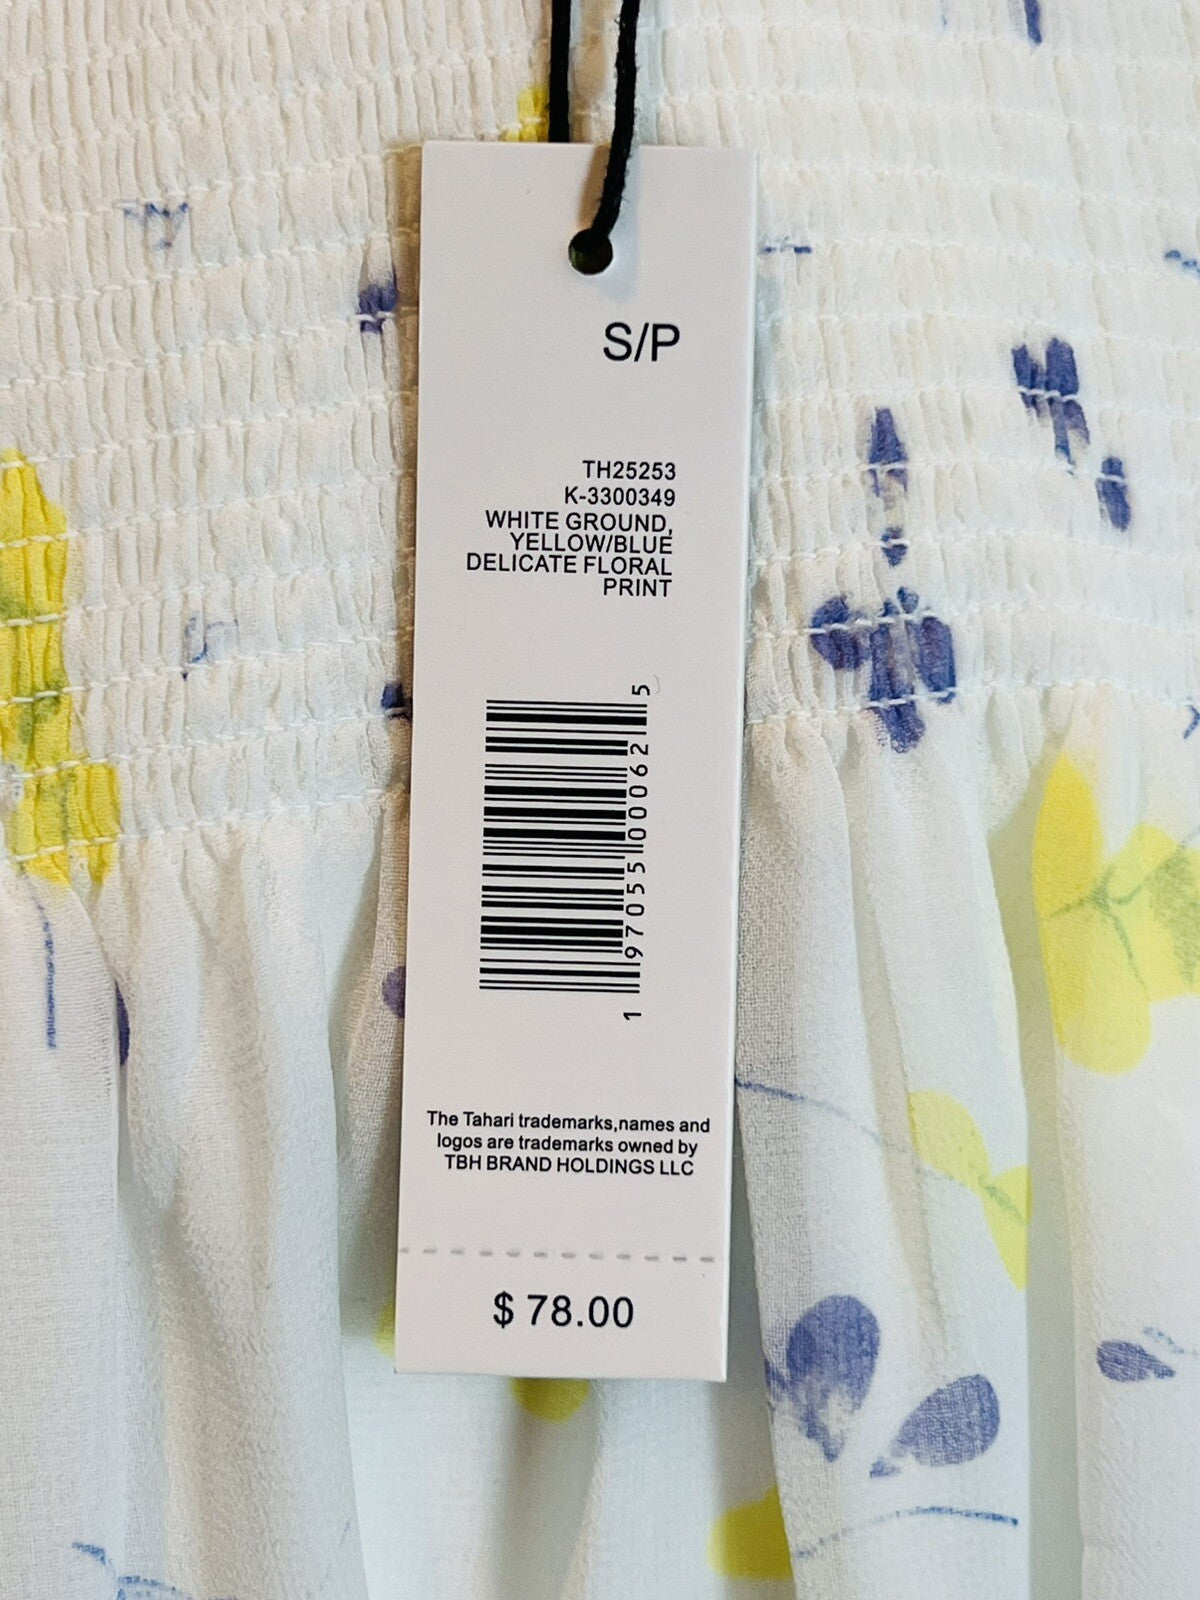 S/P
TH25253
K-3300349
WHITE GROUND,
YELLOW/BLUE
DELICATE FLORAL
PRINT
1 97055 00062 5
The Tahari trademarks,names and
logos are trademarks owned by
TBH BRAND HOLDINGS LLC
$ 78.00